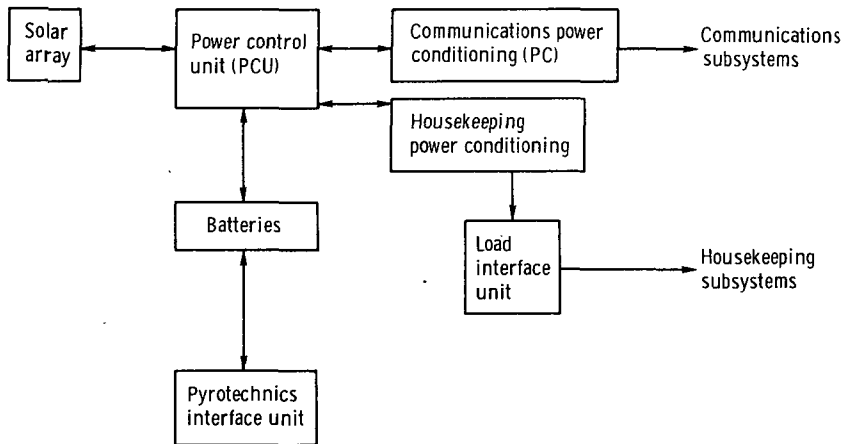 Solar
array
Power control
unit (PCU)
Communications power
conditioning (PC)
Communications
subsystems
Housekeeping
power conditioning
Batteries
Load
interface
unit
Housekeeping
subsystems
Pyrotechnics
interface unit